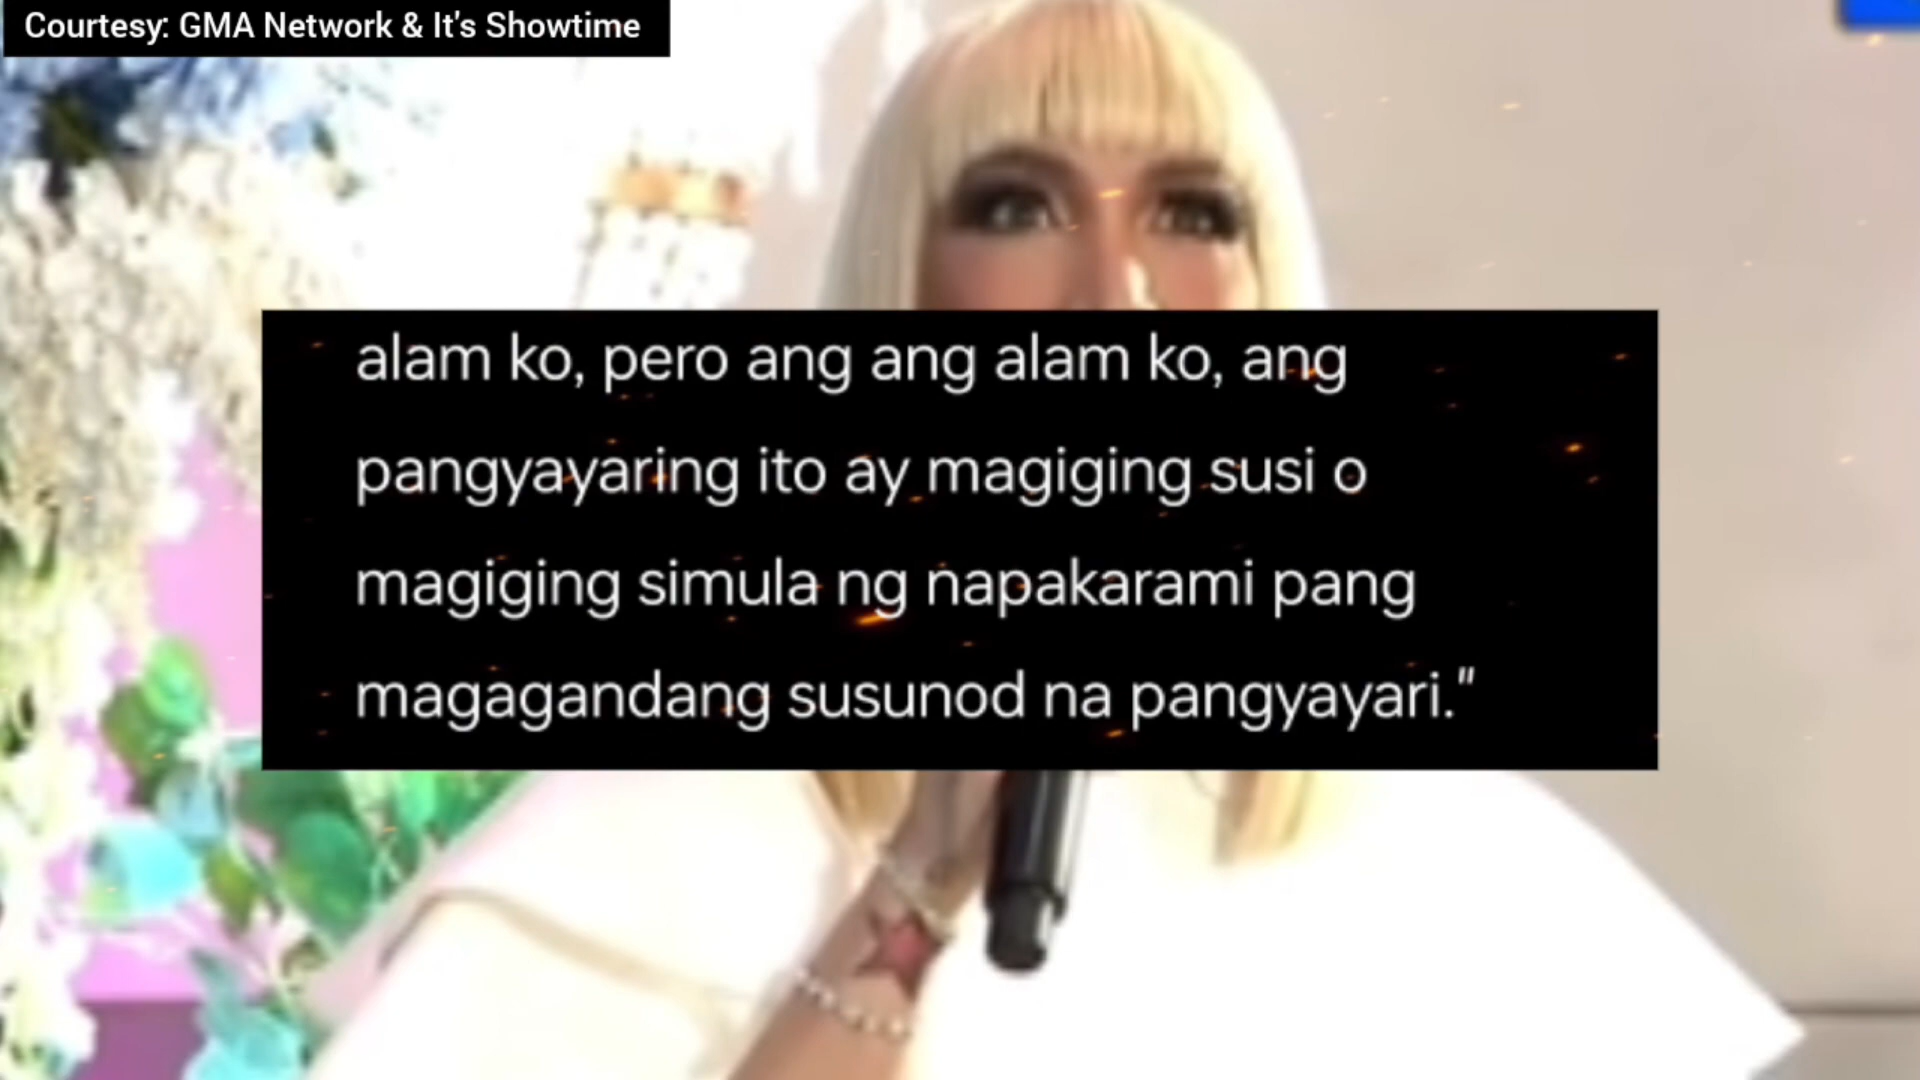 Courtesy: GMA Network & It's Showtime
alam ko, pero ang ang alam ko, ang
pangyayaring ito ay magiging susi o
magiging simula ng napakarami pang
magagandang susunod na pangyayari."